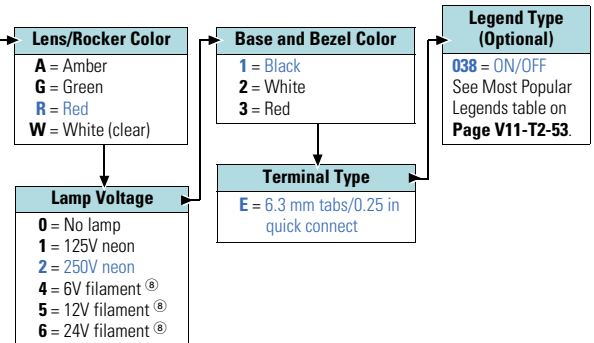 Lens/Rocker Color
A = Amber
G = Green
R = Red
W = White (clear)
Lamp Voltage
0 = No lamp
1 = 125V neon
2 = 250V neon
4 = 6V filament ⑧
5 = 12V filament ⑧
6 = 24V filament ⑧
Base and Bezel Color
1 = Black
2 = White
3 = Red
Terminal Type
E = 6.3 mm tabs/0.25 in
quick connect
Legend Type
(Optional)
038 = ON/OFF
See Most Popular
Legends table on
Page V11-T2-53.